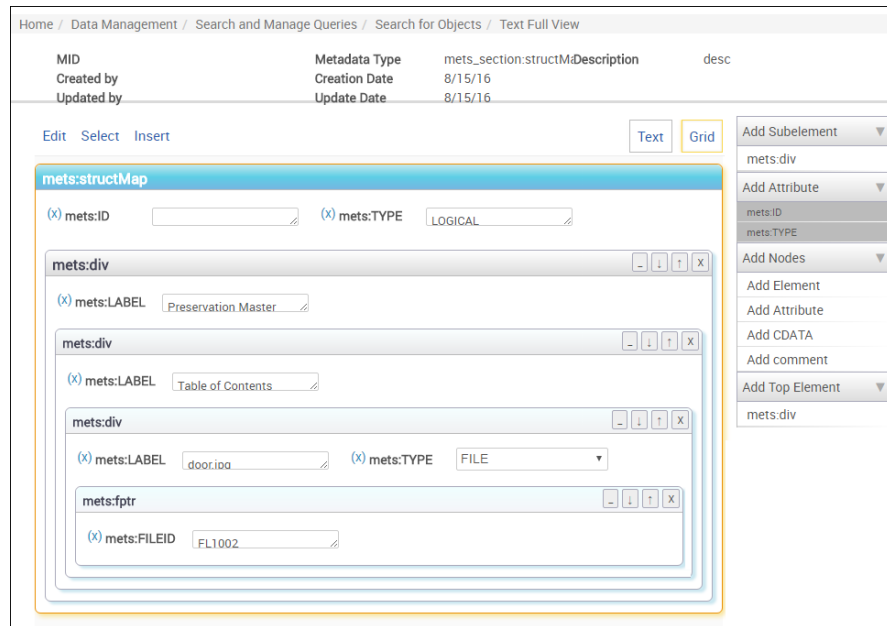 Home / Data Management / Search and Manage Queries / Search for Objects / Text Full View
MID Metadata Type mets_section:structMaDescription desc
Created by Creation Date 8/15/16
Updated by Update Date 8/15/16
Edit Select Insert Text Grid
mets:structMap
(X) mets:ID (X) mets:TYPE LOGICAL
mets:div _ ↓ ↑ X
(X) mets:LABEL Preservation Master
mets:div _ ↓ ↑ X
(X) mets:LABEL Table of Contents
mets:div _ ↓ ↑ X
(X) mets:LABEL door.jpg (X) mets:TYPE FILE
mets:fptr _ ↓ ↑ X
(X) mets:FILEID FL1002
Add Subelement
mets:div
Add Attribute
mets:ID
mets:TYPE
Add Nodes
Add Element
Add Attribute
Add CDATA
Add comment
Add Top Element
mets:div